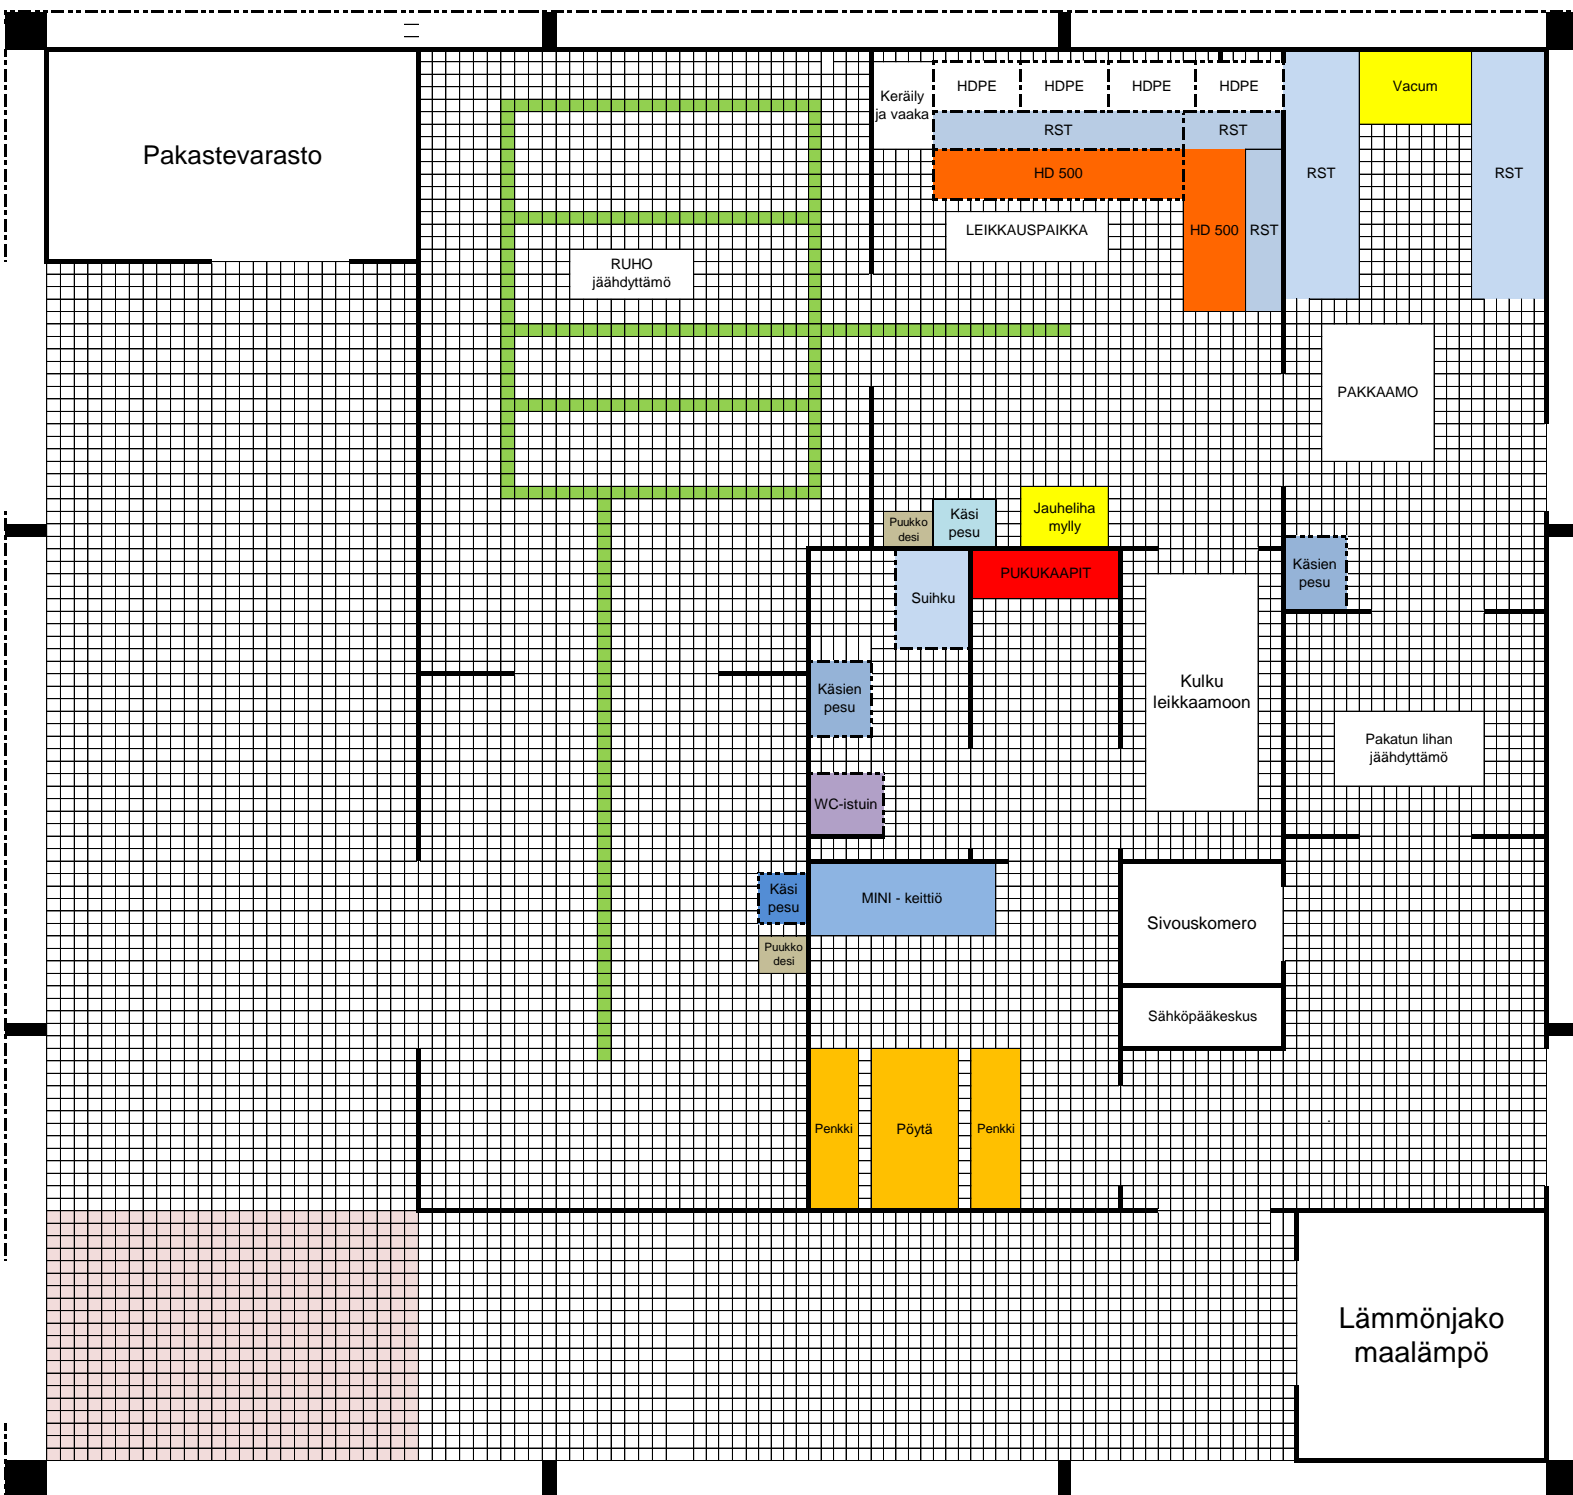 Pakastevarasto
Keräily
ja vaaka
HDPE
HDPE
HDPE
HDPE
Vacum
RST
RST
HD 500
RST
RST
LEIKKAUSPAIKKA
HD 500
RST
RUHO
jäähdyttämö
PAKKAAMO
Puukko
desi
Käsi
pesu
Jauheliha
mylly
PUKUKAAPIT
Käsien
pesu
Suihku
Kulku
leikkaamoon
Käsien
pesu
Pakatun lihan
jäähdyttämö
WC-istuin
Käsi
pesu
MINI - keittiö
Sivouskomero
Puukko
desi
Sähköpääkeskus
Penkki
Pöytä
Penkki
Lämmönjako
maalämpö